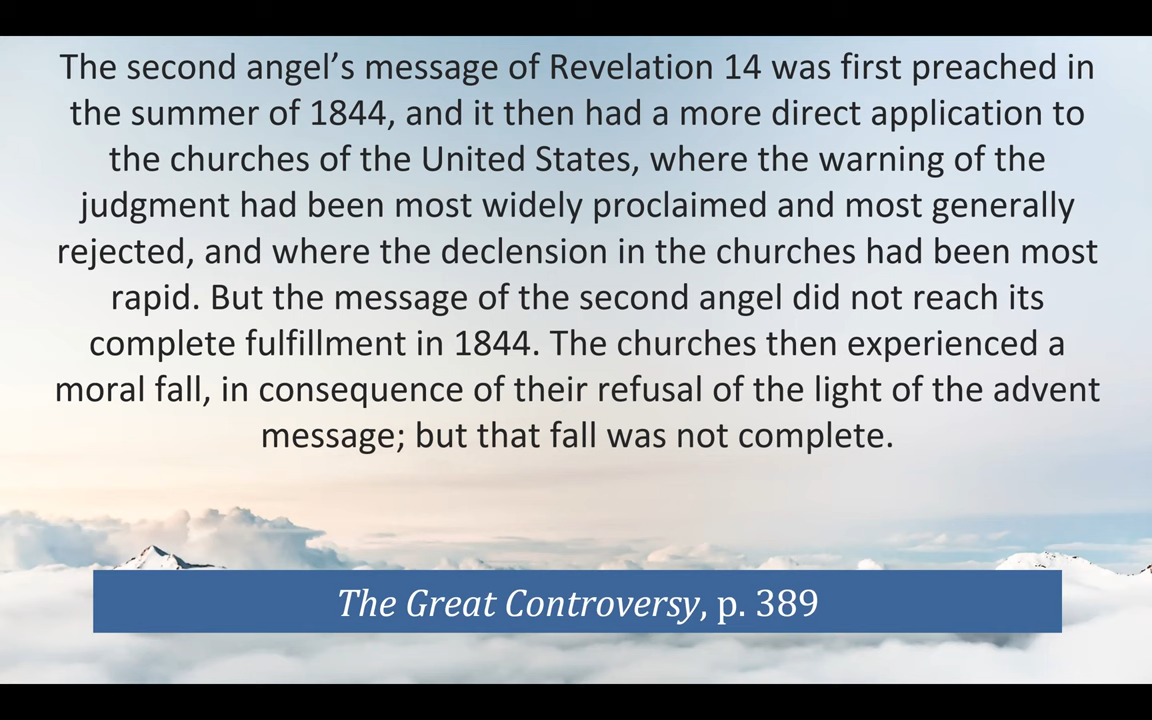 The second angel’s message of Revelation 14 was first preached in
the summer of 1844, and it then had a more direct application to
the churches of the United States, where the warning of the
judgment had been most widely proclaimed and most generally
rejected, and where the declension in the churches had been most
rapid. But the message of the second angel did not reach its
complete fulfillment in 1844. The churches then experienced a
moral fall, in consequence of their refusal of the light of the advent
message; but that fall was not complete.
The Great Controversy, p. 389